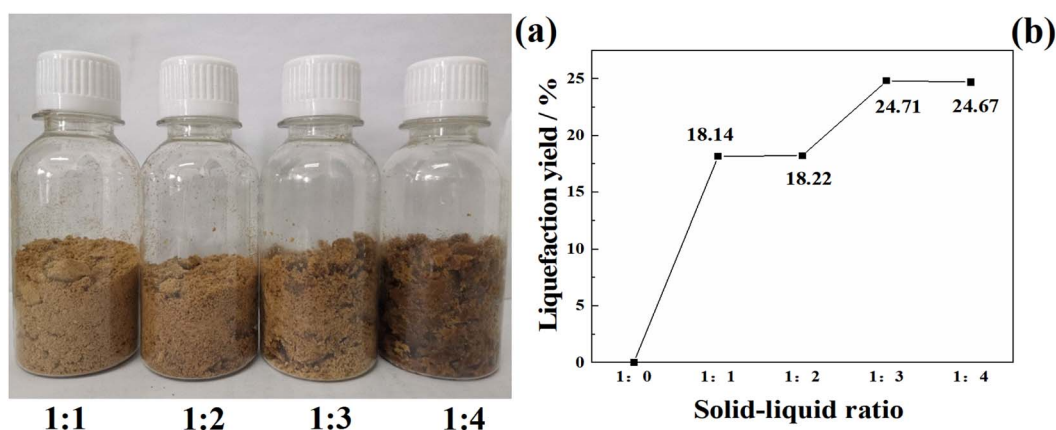 (a)
1:1 1:2 1:3 1:4
(b)
Liquefaction yield / %
25
20
15
10
5
0
18.14
18.22
24.71
24.67
1：0 1：1 1：2 1：3 1：4
Solid-liquid ratio